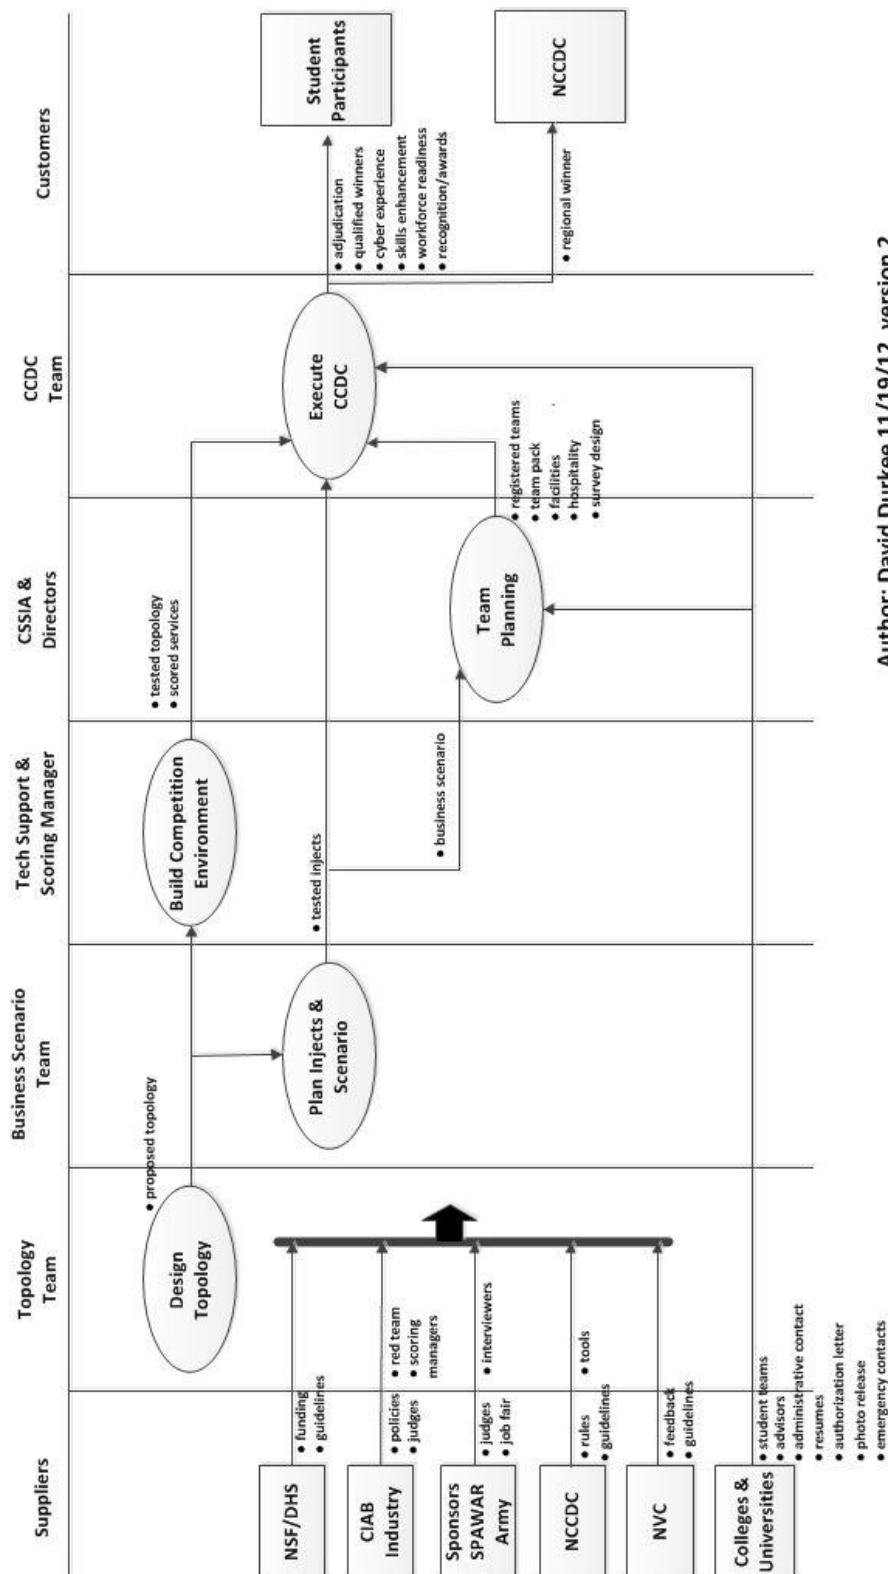 Suppliers
Topology
Team
Business Scenario
Team
Tech Support &
Scoring Manager
CSSIA &
Directors
CCDC
Team
Customers
Design
Topology
• proposed topology
Build Competition
Environment
• tested topology
• scored services
Plan Injects &
Scenario
• tested injects
• business scenario
Team
Planning
• registered teams
• team pack
• facilities
• hospitality
• survey design
Execute
CCDC
• adjudication
• qualified winners
• cyber experience
• skills enhancement
• workforce readiness
• recognition/awards
Student
Participants
• regional winner
NCCDC
NSF/DHS
• funding
• guidelines
CIAB
Industry
• policies
• judges
• red team
• scoring
managers
Sponsors
SPAWAR
Army
• judges
• job fair
• interviewers
NCCDC
• rules
• guidelines
• tools
NVC
• feedback
• guidelines
Colleges &
Universities
• student teams
• advisors
• administrative contact
• resumes
• authorization letter
• photo release
• emergency contacts
Author: David Durkee 11/19/12 version 2